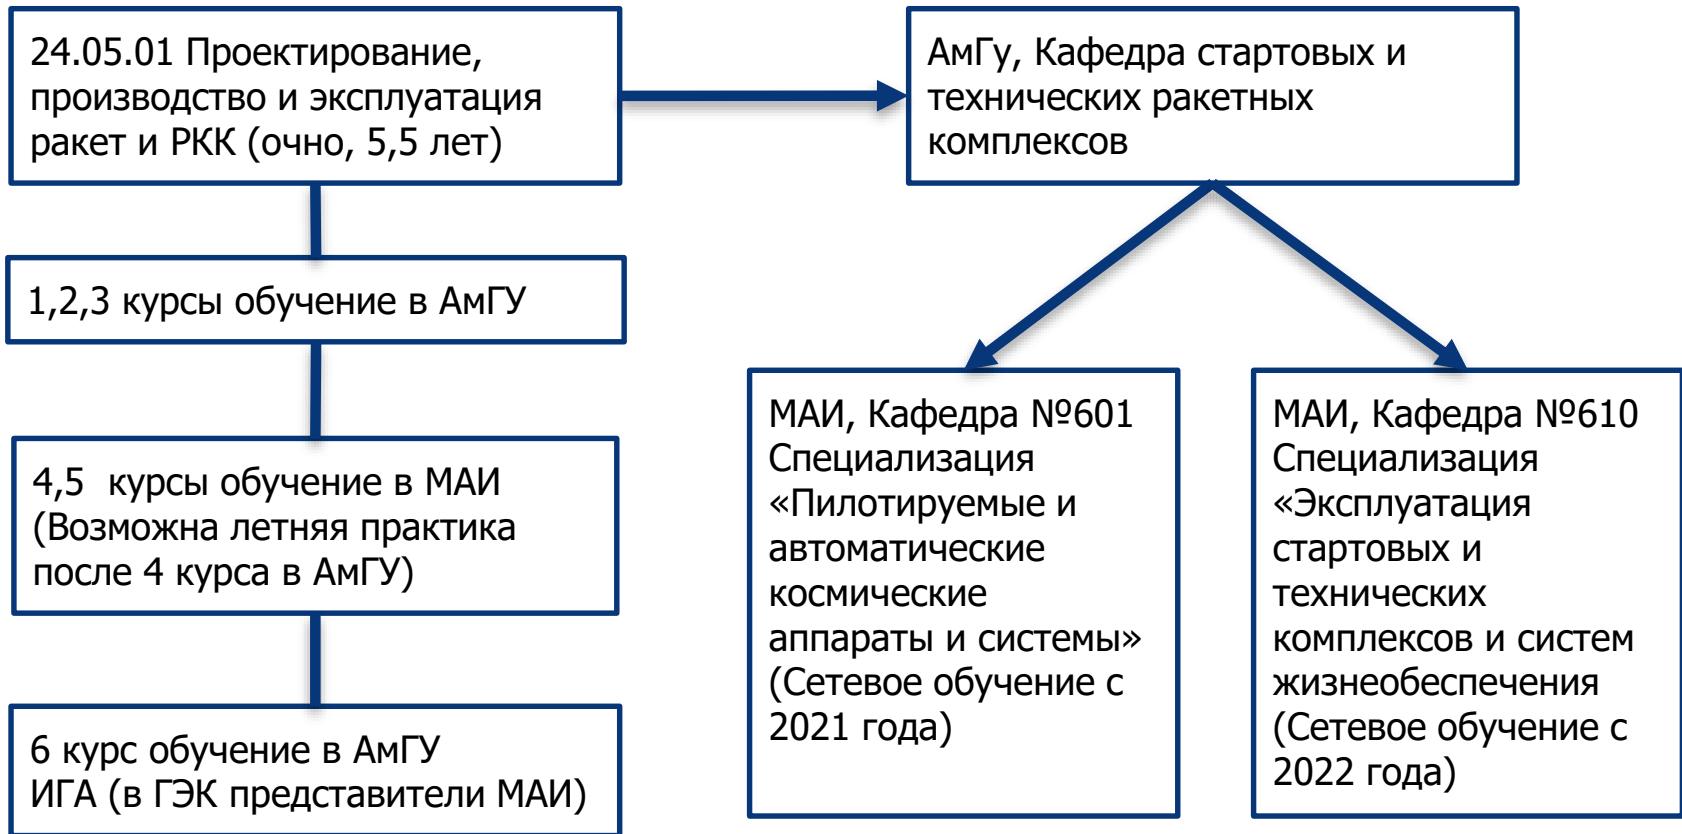 24.05.01 Проектирование,
производство и эксплуатация
ракет и РКК (очно, 5,5 лет)
АмГу, Кафедра стартовых и
технических ракетных
комплексов
1,2,3 курсы обучение в АмГУ
4,5 курсы обучение в МАИ
(Возможна летняя практика
после 4 курса в АмГУ)
6 курс обучение в АмГУ
ИГА (в ГЭК представители МАИ)
МАИ, Кафедра №601
Специализация
«Пилотируемые и
автоматические
космические
аппараты и системы»
(Сетевое обучение с
2021 года)
МАИ, Кафедра №610
Специализация
«Эксплуатация
стартовых и
технических
комплексов и систем
жизнеобеспечения
(Сетевое обучение с
2022 года)